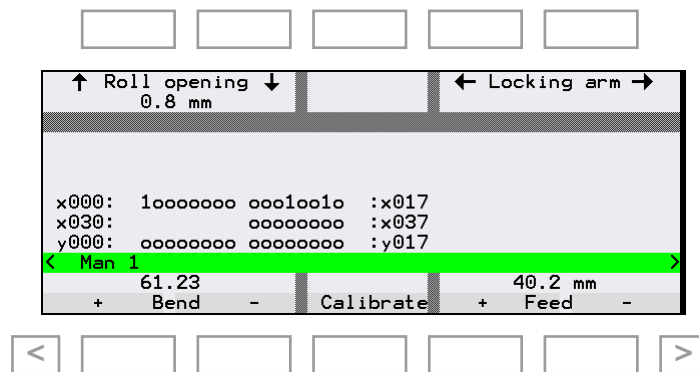 ↑ Roll opening ↓ ← Locking arm →
0.8 mm
x000: 1ooooooo ooo1oo1o :x017
x030: oooooooo :x037
y000: oooooooo oooooooo :y017
< Man 1 >
61.23 40.2 mm
+ Bend - Calibrate + Feed -
< >